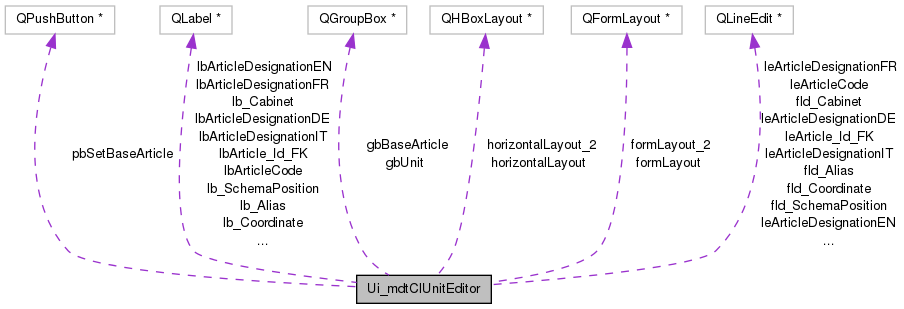 QPushButton *
QLabel *
QGroupBox *
QHBoxLayout *
QFormLayout *
QLineEdit *
pbSetBaseArticle
lbArticleDesignationEN
lbArticleDesignationFR
lb_Cabinet
lbArticleDesignationDE
lbArticleDesignationIT
lbArticle_Id_FK
lbArticleCode
lb_SchemaPosition
lb_Alias
lb_Coordinate
...
gbBaseArticle
gbUnit
horizontalLayout_2
horizontalLayout
formLayout_2
formLayout
leArticleDesignationFR
leArticleCode
fld_Cabinet
leArticleDesignationDE
leArticle_Id_FK
leArticleDesignationIT
fld_Alias
fld_Coordinate
fld_SchemaPosition
leArticleDesignationEN
...
Ui_mdtClUnitEditor